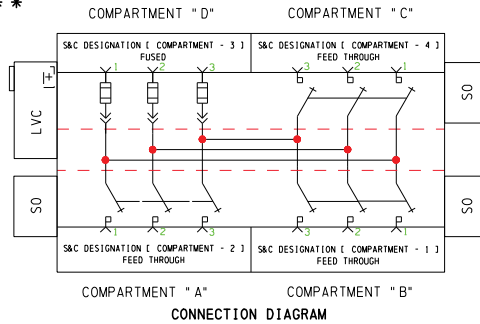 **
COMPARTMENT "D" COMPARTMENT "C"
S&C DESIGNATION [ COMPARTMENT - 3 ] S&C DESIGNATION [ COMPARTMENT - 4 ]
FUSED FEED THROUGH
1 2 3 3 2 1
LVC
SO
SO
SO
1 2 3 3 2 1
S&C DESIGNATION [ COMPARTMENT - 2 ] S&C DESIGNATION [ COMPARTMENT - 1 ]
FEED THROUGH FEED THROUGH
COMPARTMENT "A" COMPARTMENT "B"
CONNECTION DIAGRAM